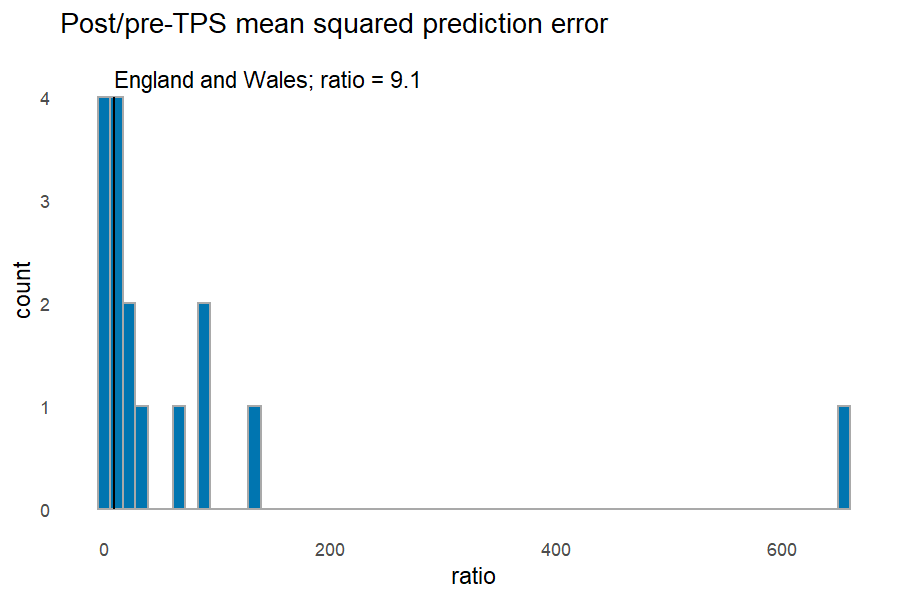 Post/pre-TPS mean squared prediction error
England and Wales; ratio = 9.1
4
3
2
1
0
count
0 200 400 600
ratio